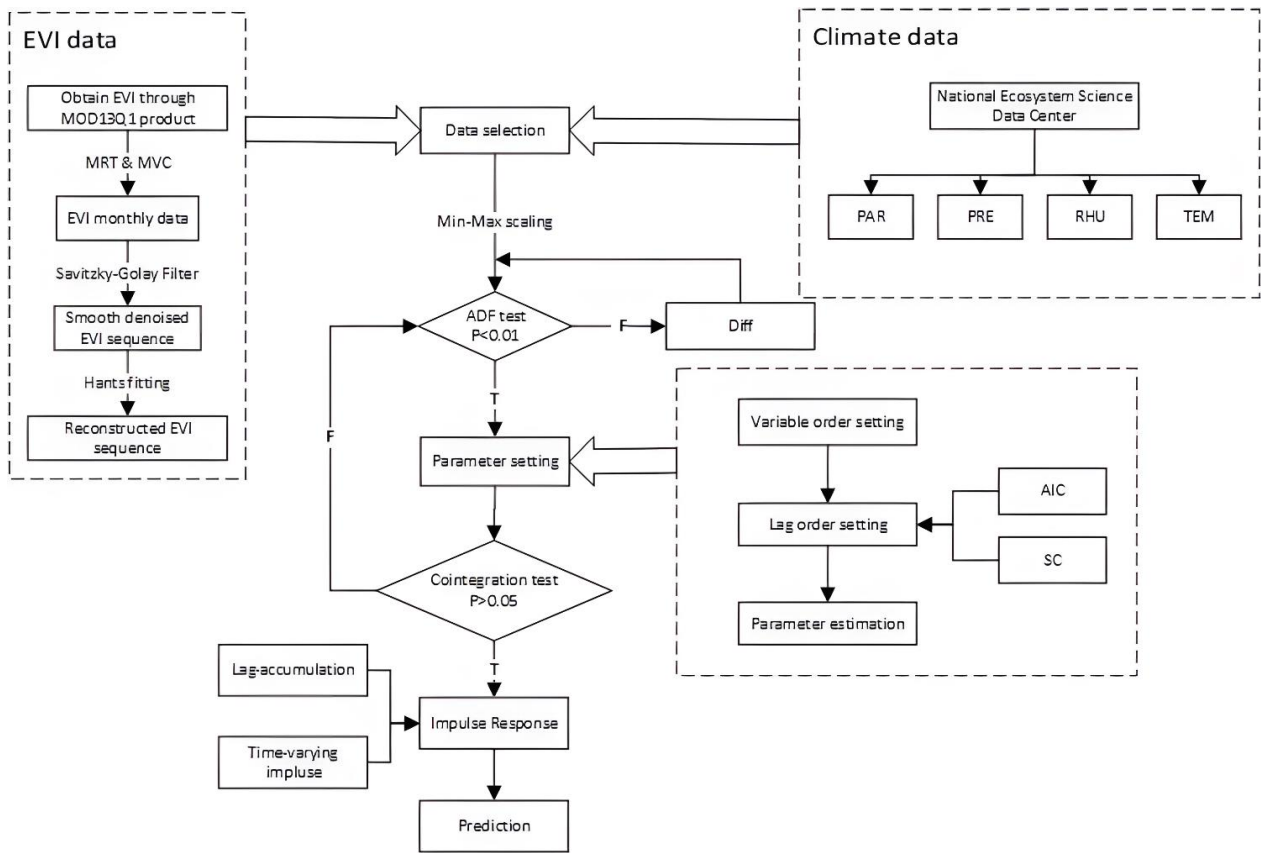 EVI data
Obtain EVI through
MOD13Q1 product
MRT & MVC
EVI monthly data
Savitzky-Golay Filter
Smooth denoised
EVI sequence
Hants fitting
Reconstructed EVI
sequence
Data selection
Min-Max scaling
ADF test
P<0.01
F
Diff
T
F
Parameter setting
Cointegration test
P>0.05
T
Lag-accumulation
Time-varying
impluse
Impulse Response
Prediction
Climate data
National Ecosystem Science
Data Center
PAR
PRE
RHU
TEM
Variable order setting
Lag order setting
AIC
SC
Parameter estimation